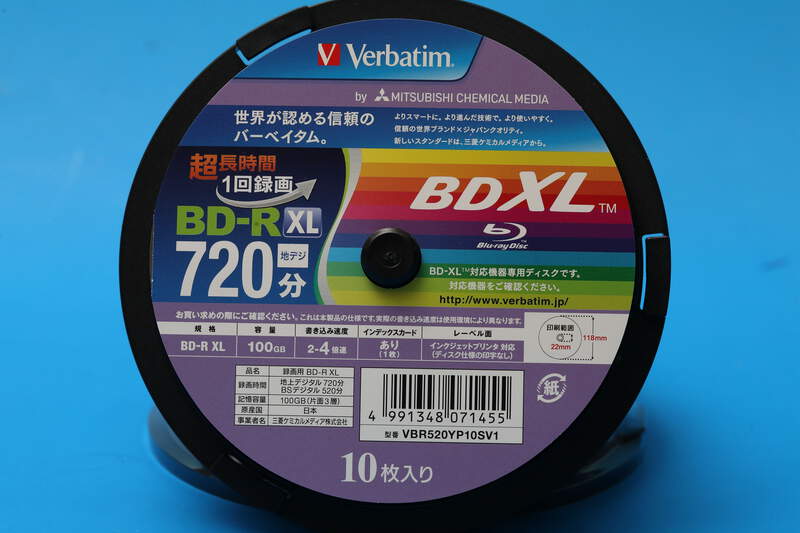 Verbatim.
by MITSUBISHI CHEMICAL MEDIA
世界が認める信頼の
バーベイタム。
よりスマートに。より進んだ技術で。より使いやすく。
信頼の世界ブランド×ジャパンクオリティ。
新しいスタンダードは、三菱ケミカルメディアから。
超長時間
1回録画
BD-R XL
720分
地デジ
BDXL™
Blu-ray Disc™
BD-XL™対応機器専用ディスクです。
対応機器をご確認ください。
http://www.verbatim.jp/
お買い求めの際にご確認ください。これは本製品の仕様です。実際の書き込み速度は使用環境により異なります。
規格 容量 書き込み速度 インデックスカード レーベル面
BD-R XL 100GB 2-4倍速 あり(1枚) インクジェットプリンタ対応
(ディスク仕様の印字なし)
印刷範囲
22mm
118mm
品名 録画用 BD-R XL
録画時間 地上デジタル 720分
BSデジタル 520分
記憶容量 100GB(片面3層)
原産国 日本
事業者名 三菱ケミカルメディア株式会社
4 991348 071455
型番 VBR520YP10SV1
紙
10枚入り